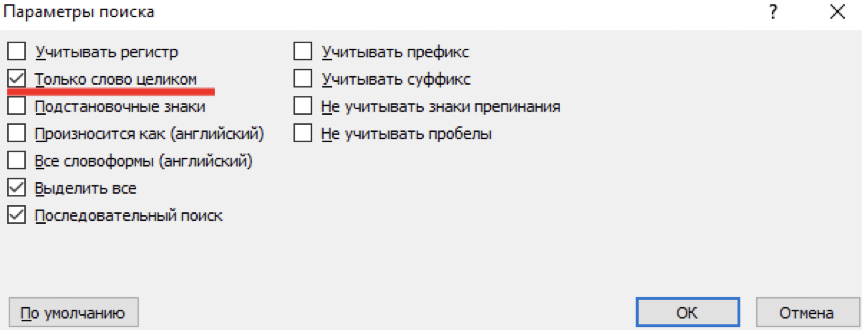 Параметры поиска
Учитывать регистр
Только слово целиком
Подстановочные знаки
Произносится как (английский)
Все словоформы (английский)
Выделить все
Последовательный поиск
Учитывать префикс
Учитывать суффикс
Не учитывать знаки препинания
Не учитывать пробелы
По умолчанию
ОК
Отмена